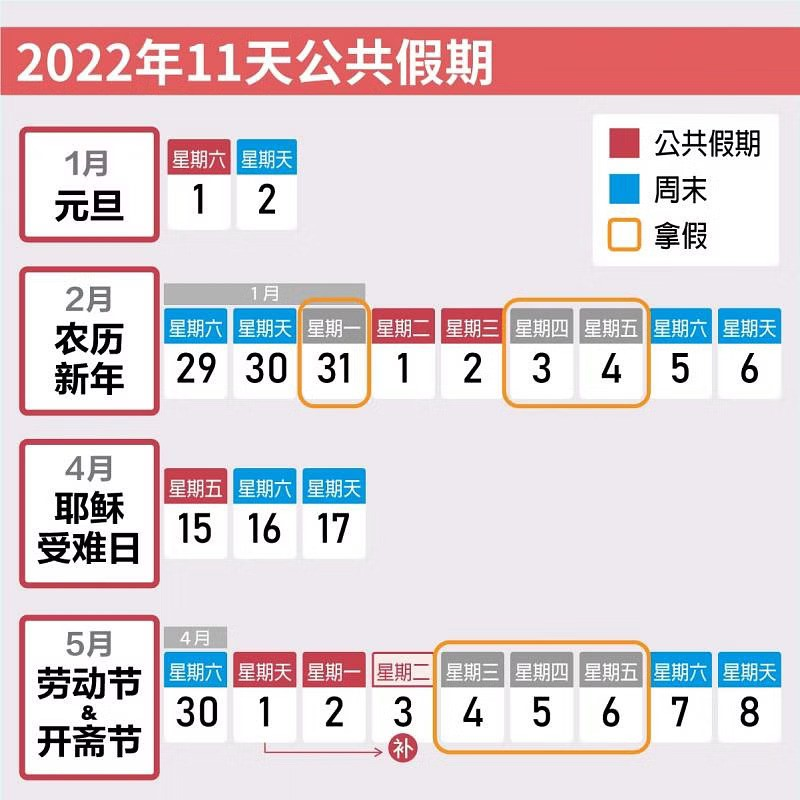 2022年11天公共假期
公共假期
周末
拿假
1月
元旦
星期六 星期天
1 2
2月
农历
新年
1月
星期六 星期天 星期一 星期二 星期三 星期四 星期五 星期六 星期天
29 30 31 1 2 3 4 5 6
4月
耶稣
受难日
星期五 星期六 星期天
15 16 17
5月
劳动节
&
开斋节
4月
星期六 星期天 星期一 星期二 星期三 星期四 星期五 星期六 星期天
30 1 2 3 4 5 6 7 8
补